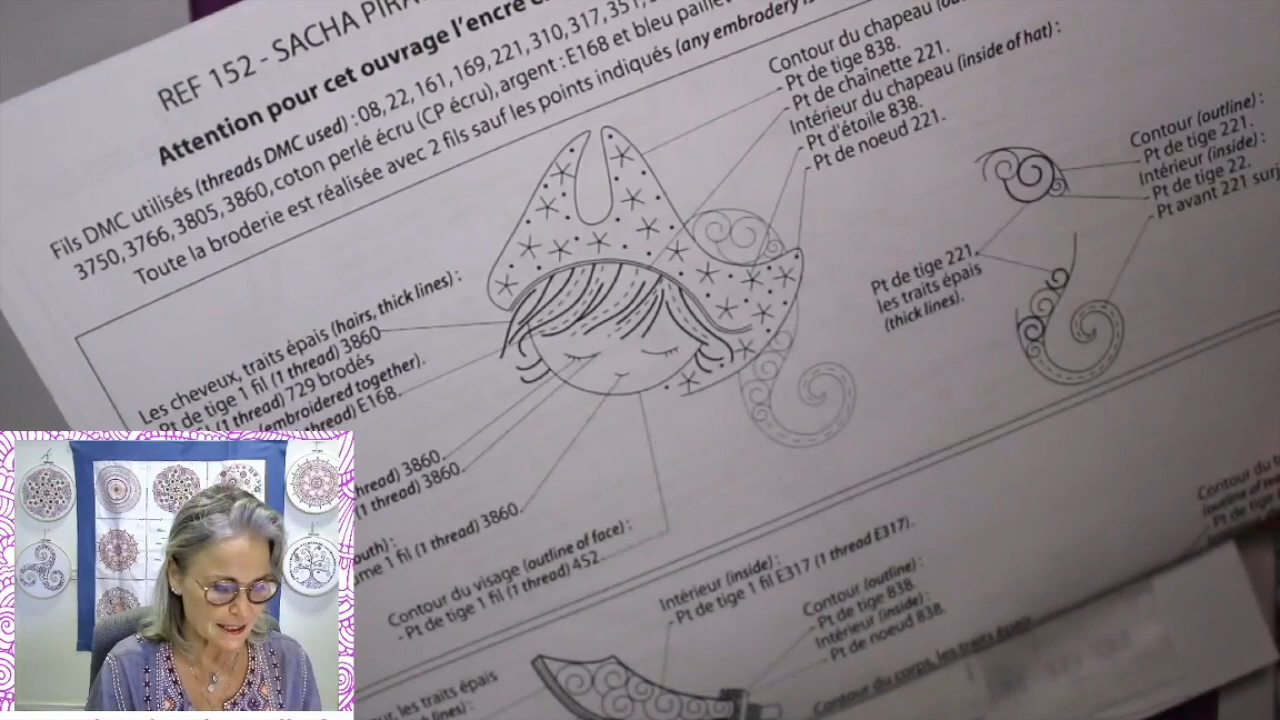 REF 152 - SACHA
Attention pour cet ouvrage l'encre
Fils DMC utilisés (threads DMC used) : 08, 22, 161, 169, 221, 310, 317, 351,
3750, 3766, 3805, 3860, coton perlé écru (CP écru), argent : E168 et bleu
Toute la broderie est réalisée avec 2 fils sauf les points indiqués (any embrodery
Contour du chapeau
- Pt de tige 838.
- Pt de chaînette 221.
Intérieur du chapeau (inside of hat) :
- Pt d'étoile 838.
- Pt de noeud 221.
Contour (outline) :
- Pt de tige 221.
Intérieur (inside) :
- Pt de tige 22.
- Pt avant 221
Pt de tige 221,
les traits épais
(thick lines).
Les cheveux, traits épais (hairs, thick lines) :
- Pt de tige 1 fil (1 thread) 3860
(1 thread) 729 brodés
(embroidered together).
thread) E168.
thread) 3860.
(1 thread) 3860.
1 fil (1 thread) 3860.
Contour du visage (outline of face) :
- Pt de tige 1 fil (1 thread) 452.
Intérieur (inside) :
- Pt de tige 1 fil E317 (1 thread E317).
Contour (outline) :
- Pt de tige 838.
Intérieur (inside) :
- Pt de noeud 838.
les traits épais
Contour du corps, les traits épais
Contour du